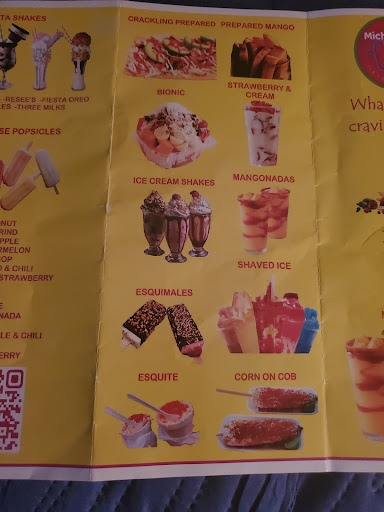 TA SHAKES
- RESEE'S -FIESTA OREO
LES -THREE MILKS
SE POPSICLES
NUT
RIND
APPLE
ERMELON
OP
O & CHILI
STRAWBERRY
E
NADA
LE & CHILI
ERRY
CRACKLING PREPARED
PREPARED MANGO
BIONIC
STRAWBERRY &
CREAM
ICE CREAM SHAKES
MANGONADAS
SHAVED ICE
ESQUIMALES
ESQUITE
CORN ON COB
Mich
Wha
cravi